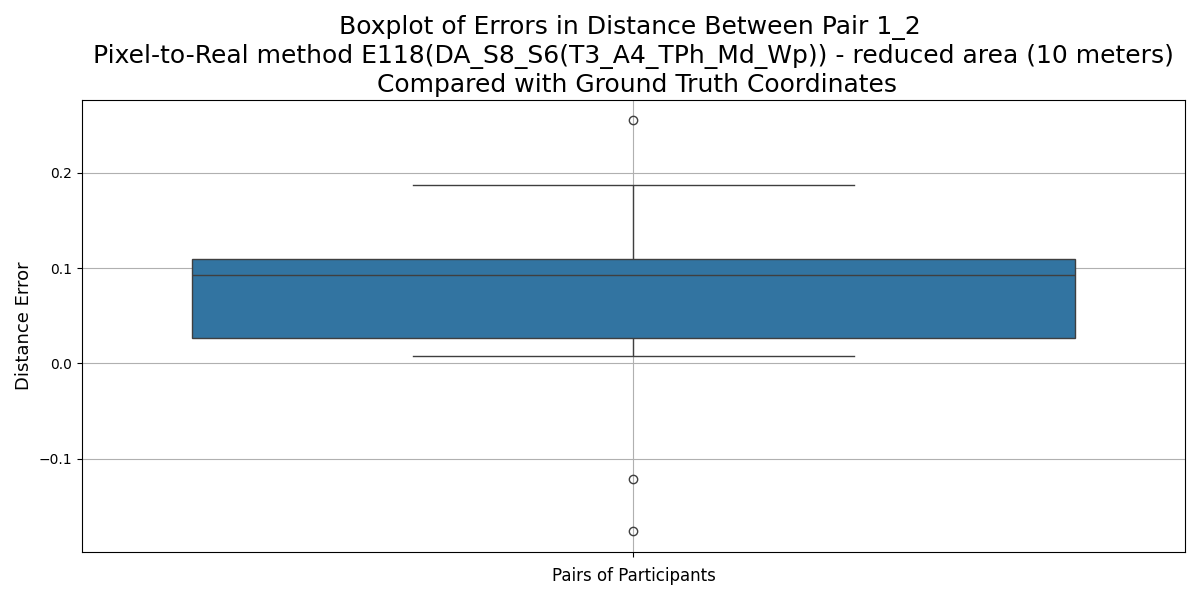 Boxplot of Errors in Distance Between Pair 1_2
Pixel-to-Real method E118(DA_S8_S6(T3_A4_TPh_Md_Wp)) - reduced area (10 meters)
Compared with Ground Truth Coordinates
0.2
0.1
0.0
−0.1
Distance Error
Pairs of Participants